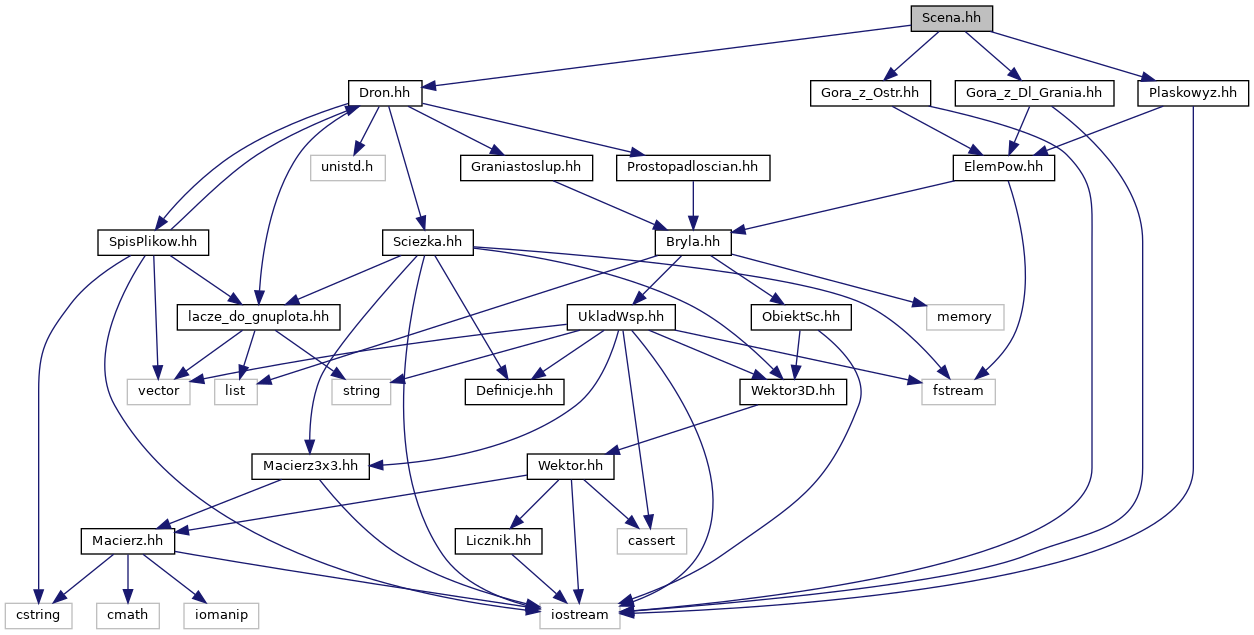 Scena.hh
Dron.hh
Gora_z_Ostr.hh
Gora_z_Dl_Grania.hh
Plaskowyz.hh
unistd.h
Graniastoslup.hh
Prostopadloscian.hh
ElemPow.hh
SpisPlikow.hh
Sciezka.hh
Bryla.hh
lacze_do_gnuplota.hh
UkladWsp.hh
ObiektSc.hh
memory
vector
list
string
Definicje.hh
Wektor3D.hh
fstream
Macierz3x3.hh
Wektor.hh
Macierz.hh
Licznik.hh
cassert
cstring
cmath
iomanip
iostream